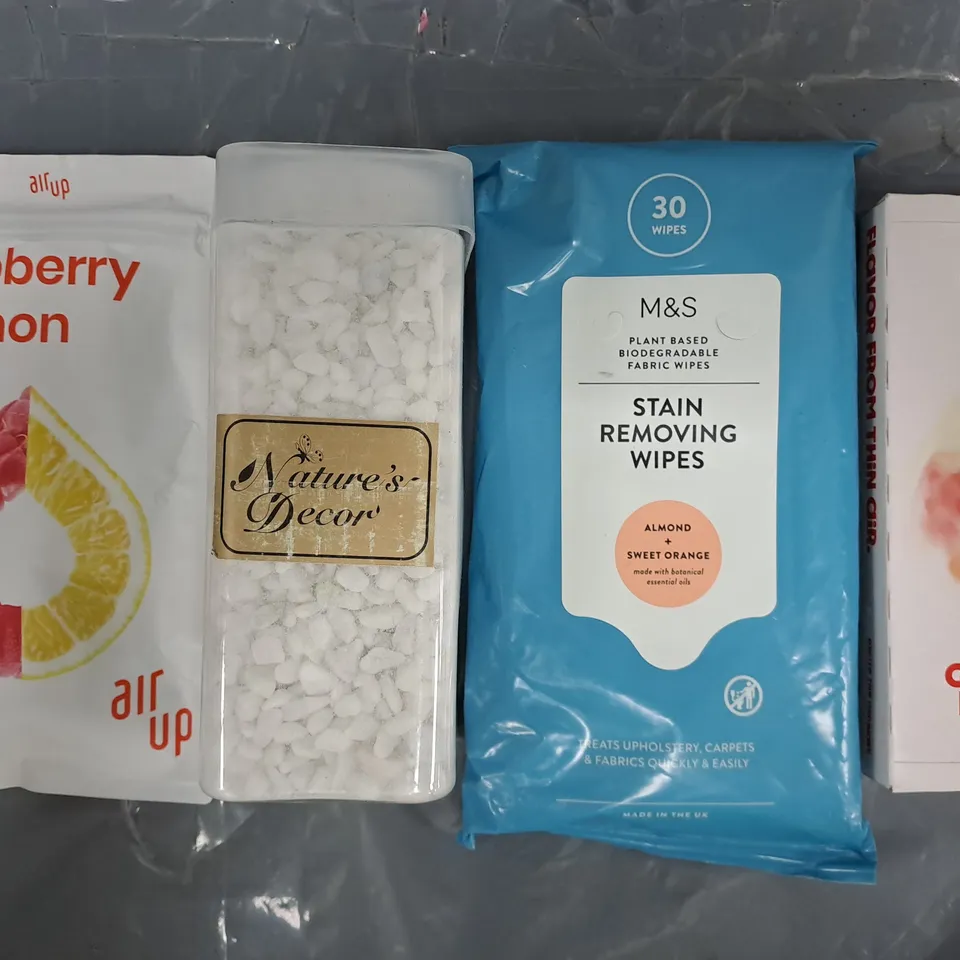 air up
berry
mon
air
up
Nature's
Decor
30
WIPES
M&S
PLANT BASED
BIODEGRADABLE
FABRIC WIPES
STAIN
REMOVING
WIPES
ALMOND
+
SWEET ORANGE
made with botanical
essential oils
TREATS UPHOLSTERY, CARPETS
& FABRICS QUICKLY & EASILY
MADE IN THE UK
FLAVOR FROM THIN AIR.